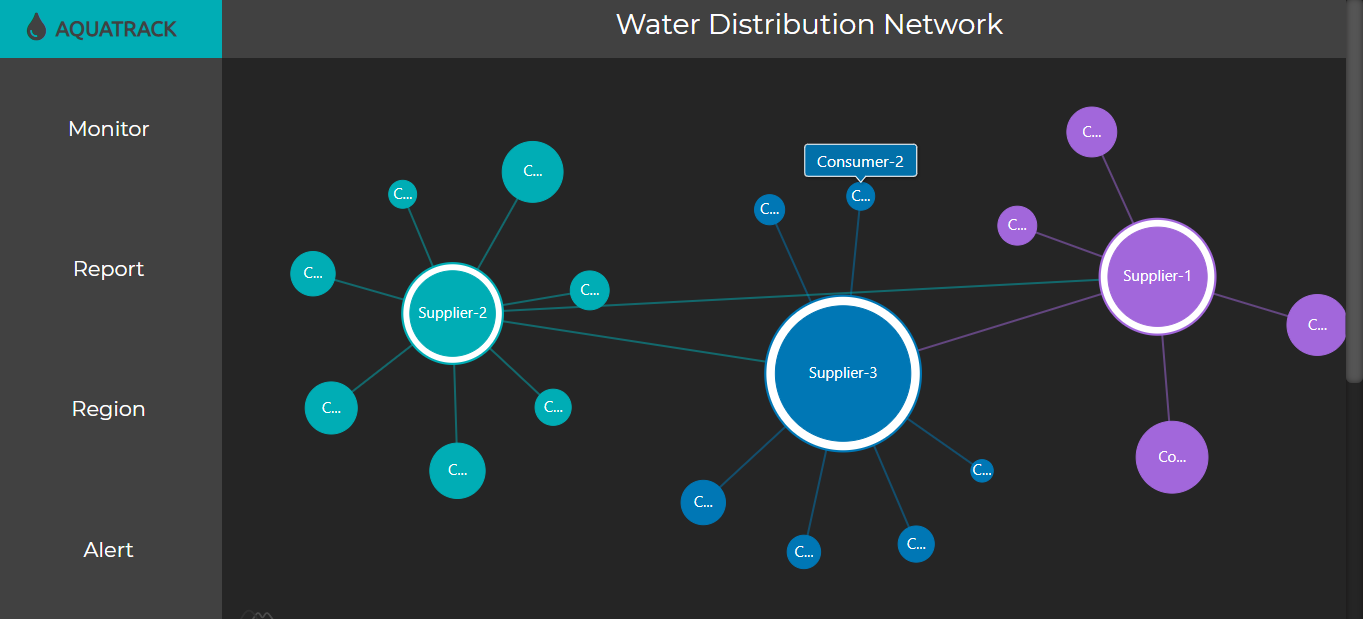 AQUATRACK
Water Distribution Network
Monitor
Report
Region
Alert
C...
C...
C...
C...
Supplier-2
C...
C...
C...
Consumer-2
C...
C...
Supplier-3
C...
C...
C...
C...
C...
C...
Supplier-1
C...
Co...